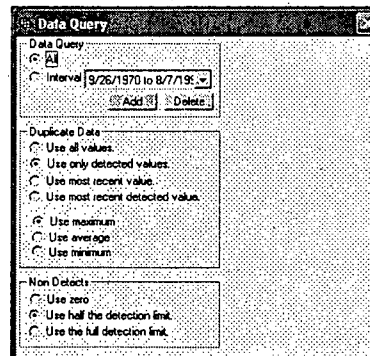 Data Query
Data Query
All
Interval 9/26/1970 to 8/7/199
Add Delete
Duplicate Data
Use all values.
Use only detected values.
Use most recent value.
Use most recent detected value.
Use maximum
Use average
Use minimum
Non Detects
Use zero
Use half the detection limit.
Use the full detection limit.